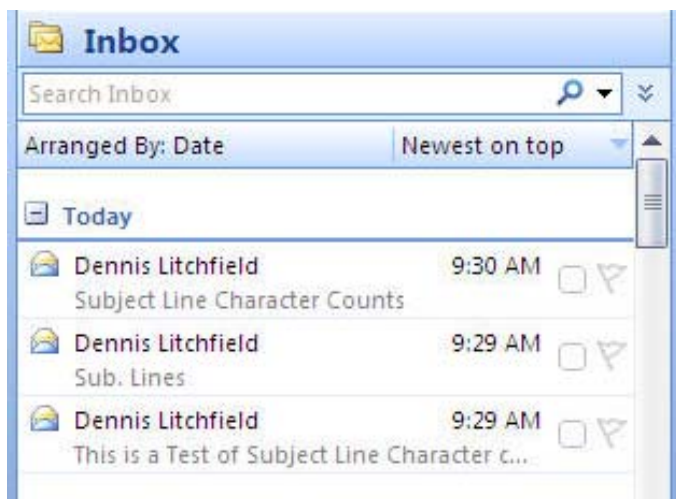 Inbox
Search Inbox
Arranged By: Date Newest on top
Today
Dennis Litchfield 9:30 AM
Subject Line Character Counts
Dennis Litchfield 9:29 AM
Sub. Lines
Dennis Litchfield 9:29 AM
This is a Test of Subject Line Character c...